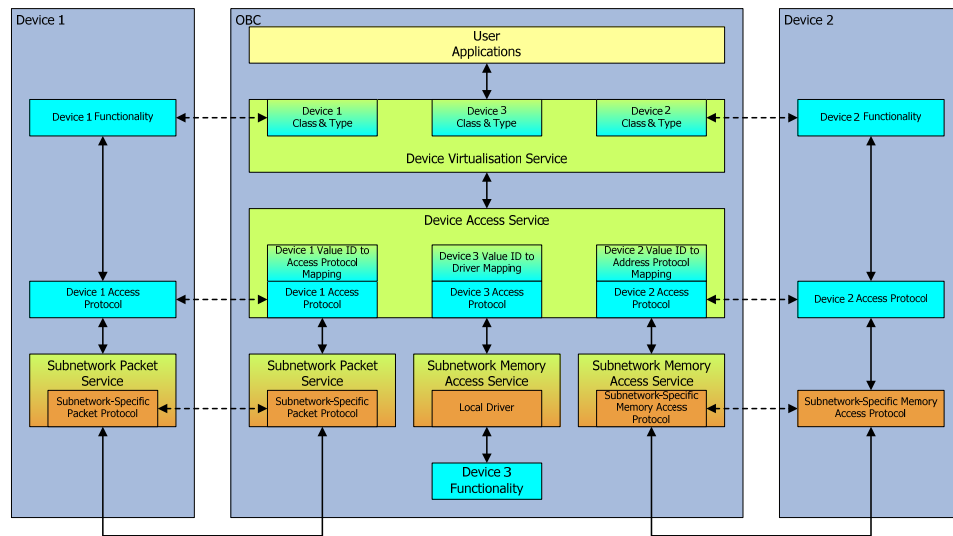 Device 1
OBC
Device 2
User
Applications
Device 1
Class & Type
Device 3
Class & Type
Device 2
Class & Type
Device 1 Functionality
Device 2 Functionality
Device Virtualisation Service
Device Access Service
Device 1 Value ID to
Access Protocol
Mapping
Device 3 Value ID to
Driver Mapping
Device 2 Value ID to
Address Protocol
Mapping
Device 1 Access
Protocol
Device 1 Access Protocol
Device 3 Access Protocol
Device 2 Access Protocol
Device 2 Access Protocol
Subnetwork Packet
Service
Subnetwork-Specific
Packet Protocol
Subnetwork Packet
Service
Subnetwork-Specific
Packet Protocol
Subnetwork Memory
Access Service
Local Driver
Subnetwork Memory
Access Service
Subnetwork-Specific
Memory Access
Protocol
Subnetwork-Specific Memory
Access Protocol
Device 3
Functionality